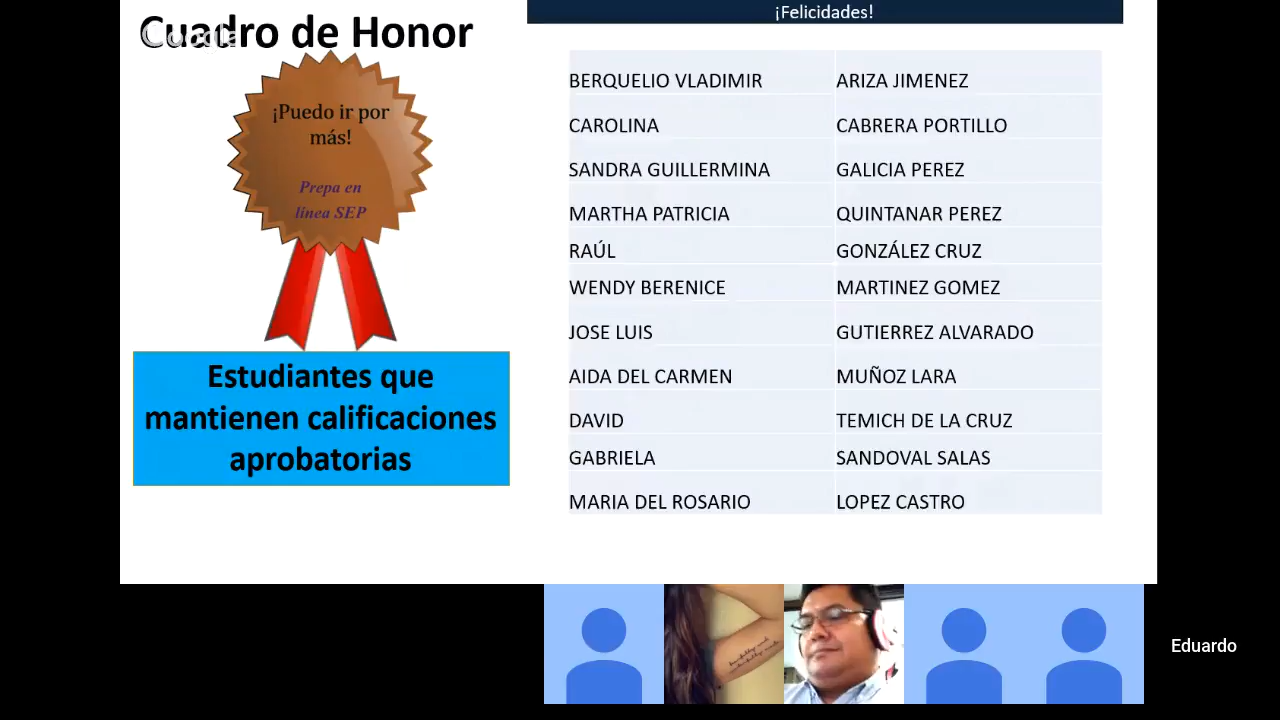 Cuadro de Honor
Google
¡Puedo ir por
más!
Prepa en
línea SEP
Estudiantes que
mantienen calificaciones
aprobatorias
¡Felicidades!
BERQUELIO VLADIMIR ARIZA JIMENEZ
CAROLINA CABRERA PORTILLO
SANDRA GUILLERMINA GALICIA PEREZ
MARTHA PATRICIA QUINTANAR PEREZ
RAÚL GONZÁLEZ CRUZ
WENDY BERENICE MARTINEZ GOMEZ
JOSE LUIS GUTIERREZ ALVARADO
AIDA DEL CARMEN MUÑOZ LARA
DAVID TEMICH DE LA CRUZ
GABRIELA SANDOVAL SALAS
MARIA DEL ROSARIO LOPEZ CASTRO
Eduardo